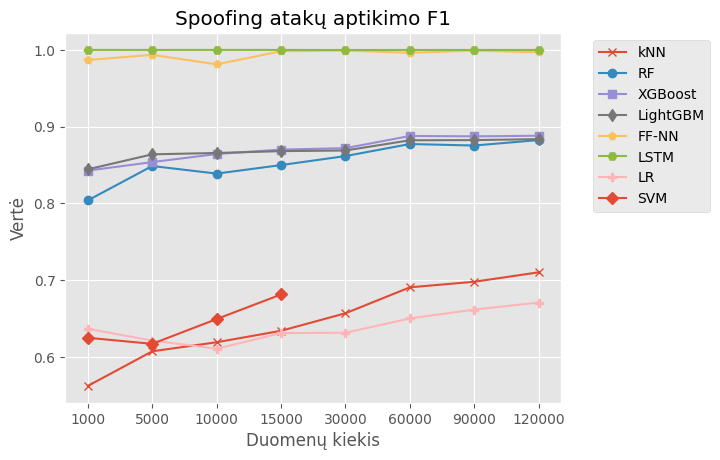 Spoofing atakų aptikimo F1
1.0
0.9
0.8
0.7
0.6
Vertė
1000 5000 10000 15000 30000 60000 90000 120000
Duomenų kiekis
kNN
RF
XGBoost
LightGBM
FF-NN
LSTM
LR
SVM